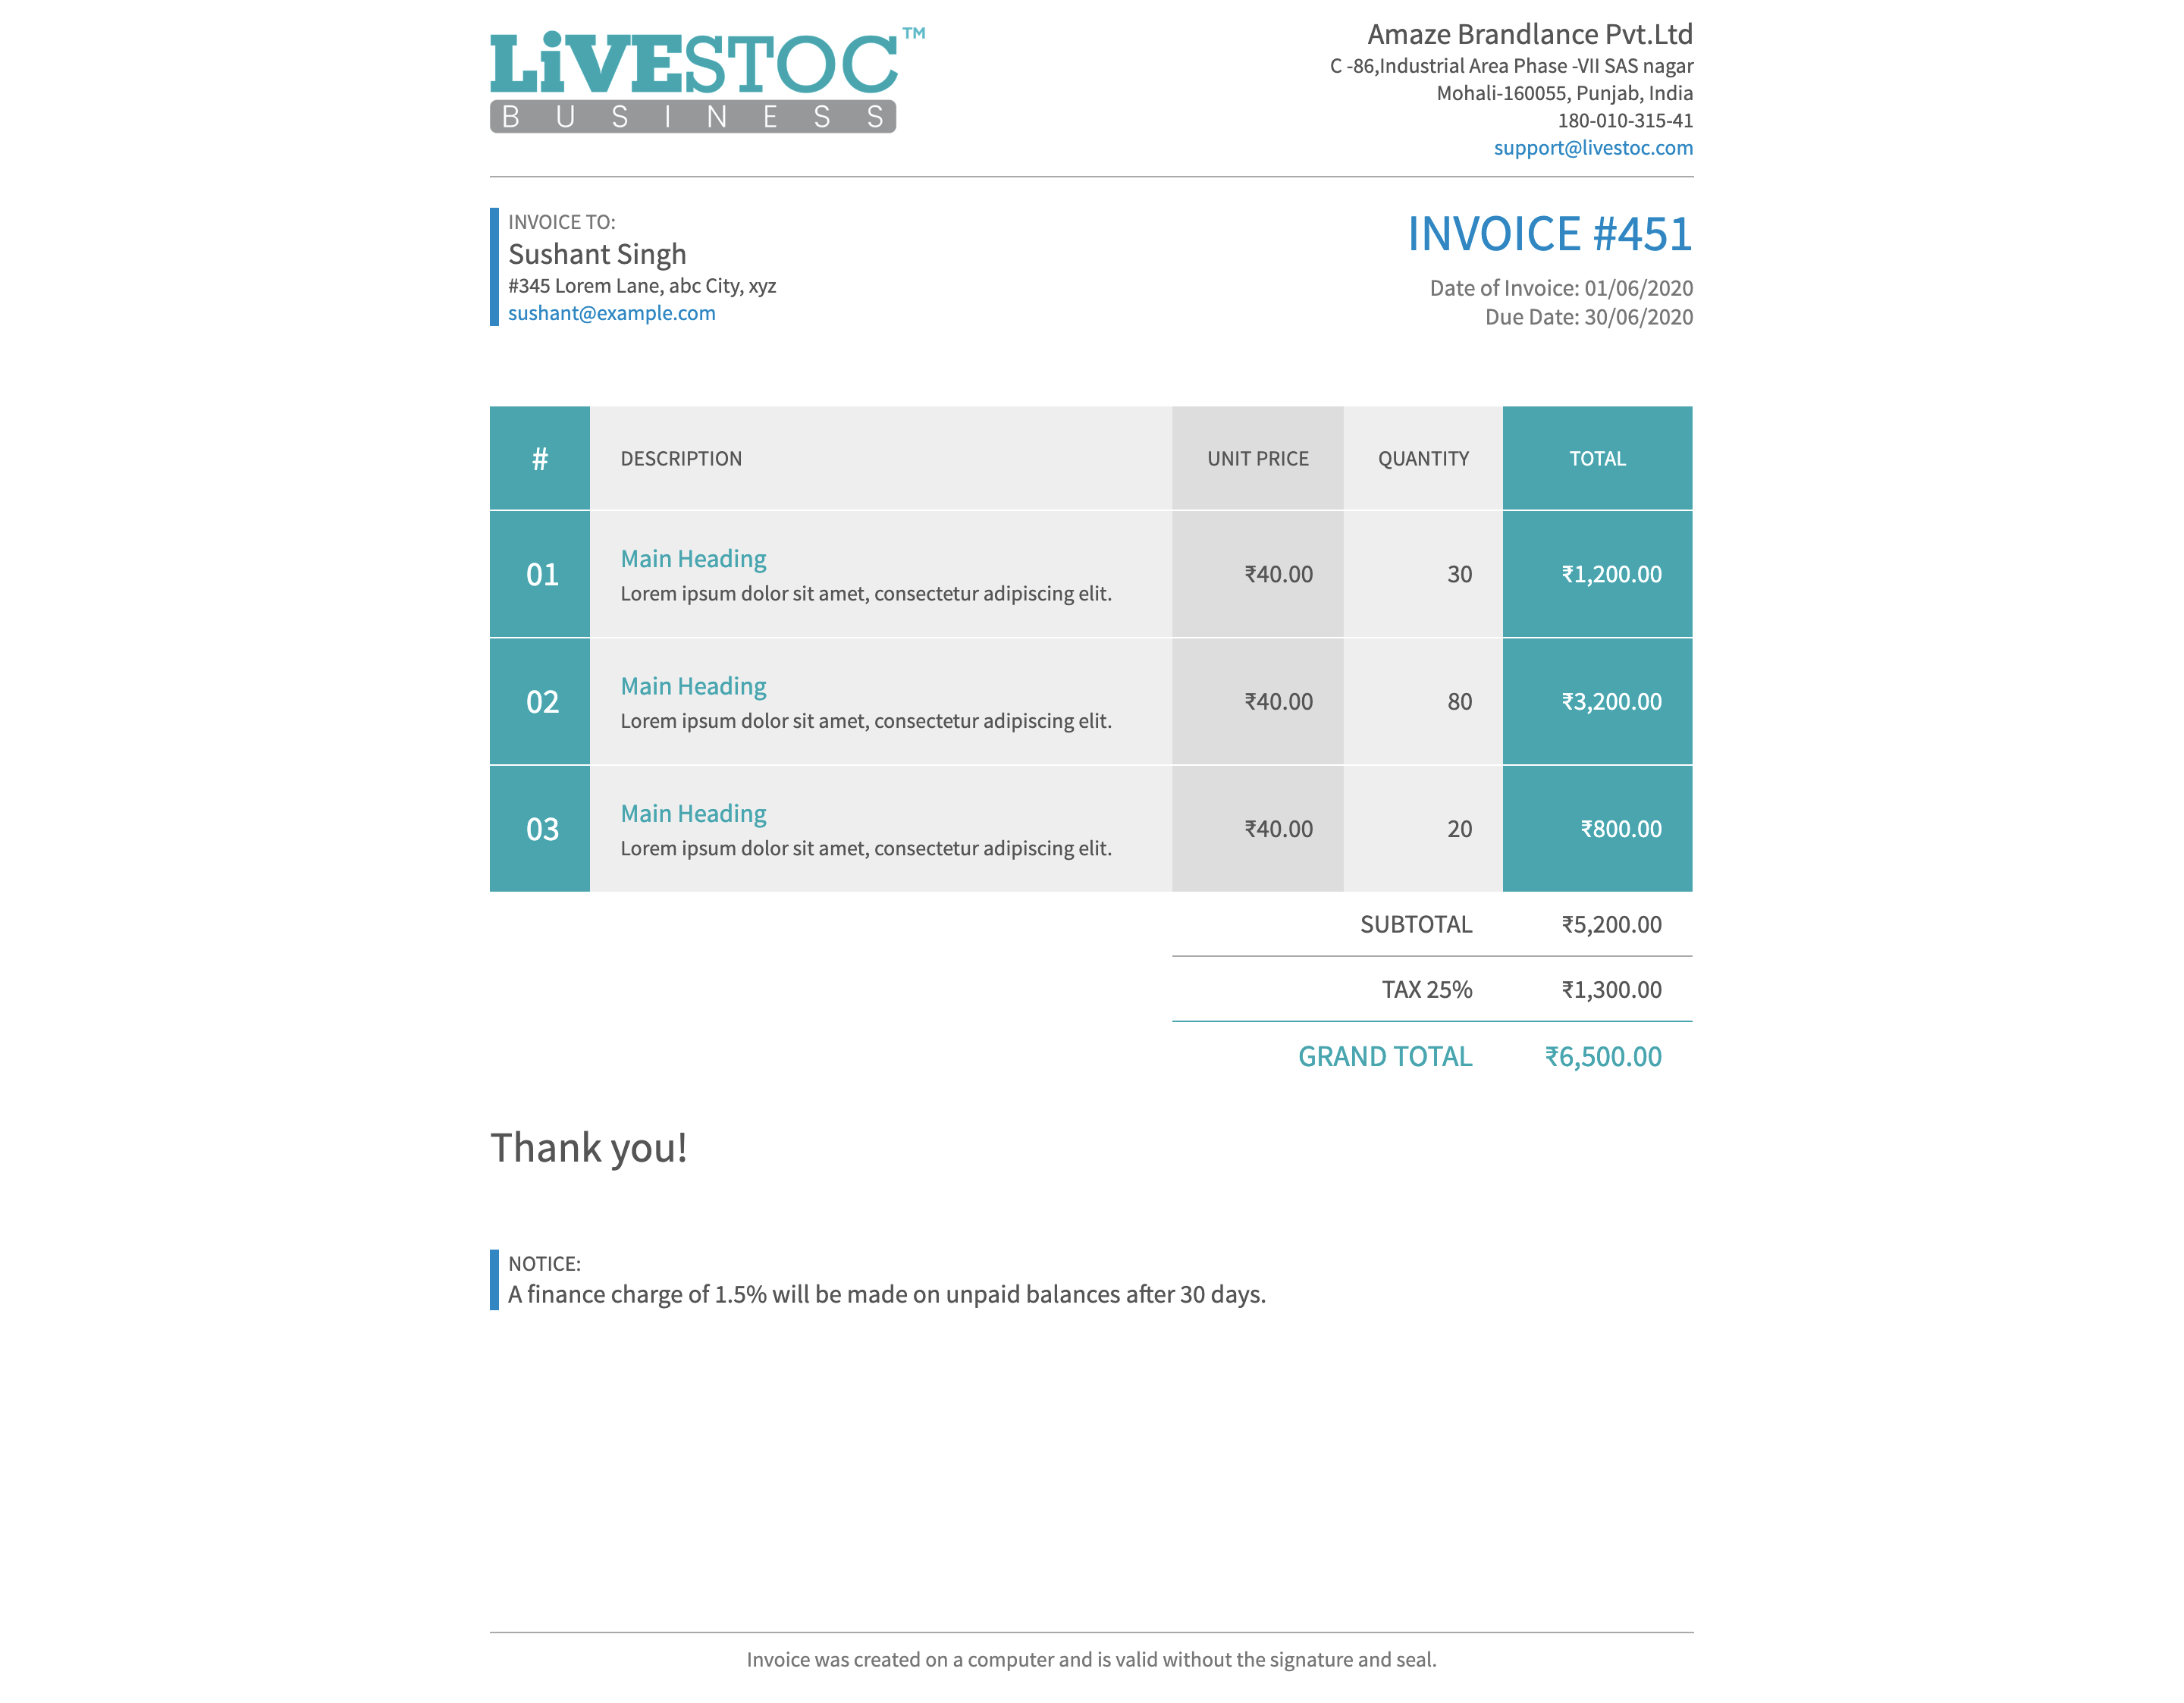 LiVESTOC™
BUSINESS
Amaze Brandlance Pvt.Ltd
C -86,Industrial Area Phase -VII SAS nagar
Mohali-160055, Punjab, India
180-010-315-41
support@livestoc.com
INVOICE TO:
Sushant Singh
#345 Lorem Lane, abc City, xyz
sushant@example.com
INVOICE #451
Date of Invoice: 01/06/2020
Due Date: 30/06/2020
# DESCRIPTION UNIT PRICE QUANTITY TOTAL
01 Main Heading ₹40.00 30 ₹1,200.00
Lorem ipsum dolor sit amet, consectetur adipiscing elit.
02 Main Heading ₹40.00 80 ₹3,200.00
Lorem ipsum dolor sit amet, consectetur adipiscing elit.
03 Main Heading ₹40.00 20 ₹800.00
Lorem ipsum dolor sit amet, consectetur adipiscing elit.
SUBTOTAL ₹5,200.00
TAX 25% ₹1,300.00
GRAND TOTAL ₹6,500.00
Thank you!
NOTICE:
A finance charge of 1.5% will be made on unpaid balances after 30 days.
Invoice was created on a computer and is valid without the signature and seal.